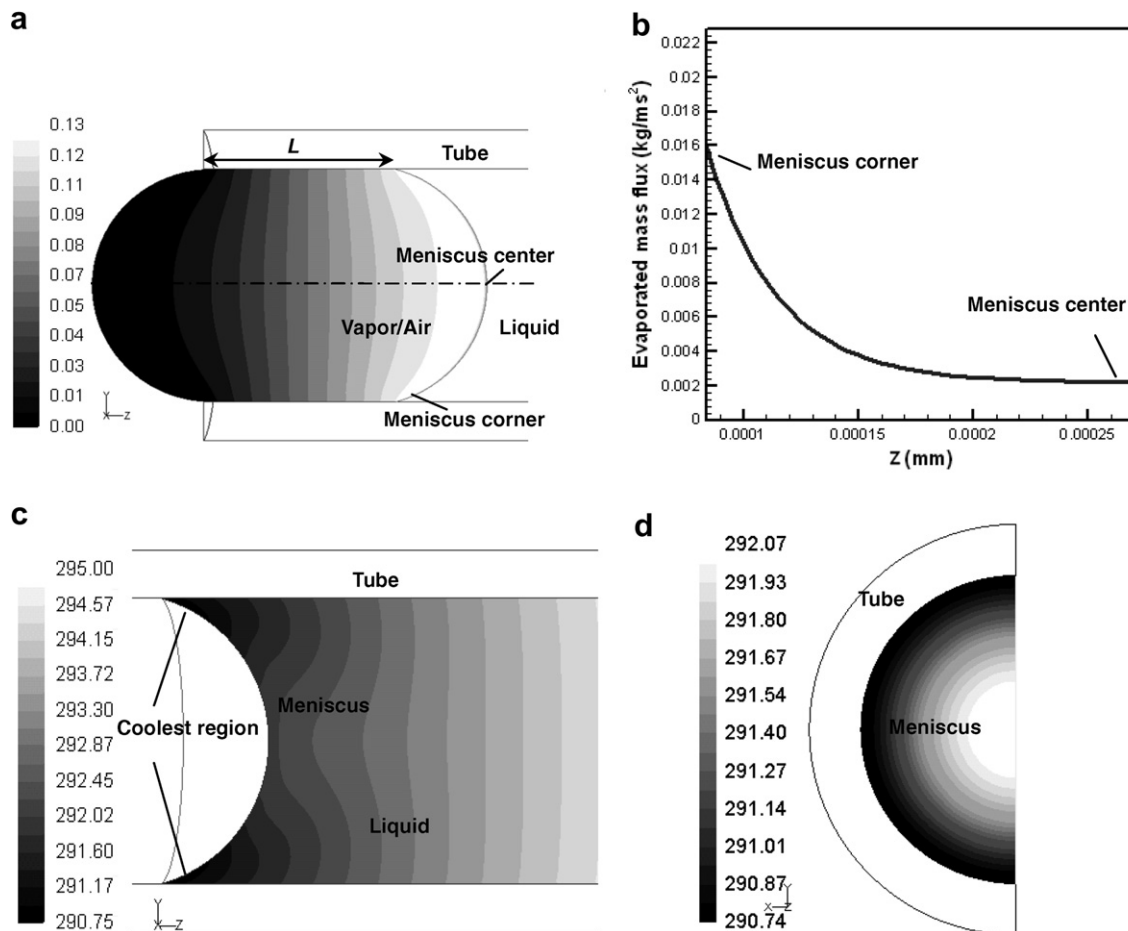 a
0.13
0.12
0.11
0.10
0.09
0.08
0.07
0.05
0.04
0.03
0.01
0.00
L
Tube
Meniscus center
Vapor/Air
Liquid
Meniscus corner
Y
X
Z
b
Evaporated mass flux (kg/ms²)
0.022
0.02
0.018
0.016
0.014
0.012
0.01
0.008
0.006
0.004
0.002
0
Meniscus corner
Meniscus center
0.0001
0.00015
0.0002
0.00025
Z (mm)
c
295.00
294.57
294.15
293.72
293.30
292.87
292.45
292.02
291.60
291.17
290.75
Tube
Coolest region
Meniscus
Liquid
Y
X
Z
d
292.07
291.93
291.80
291.67
291.54
291.40
291.27
291.14
291.01
290.87
290.74
Tube
Meniscus
Y
X
Z